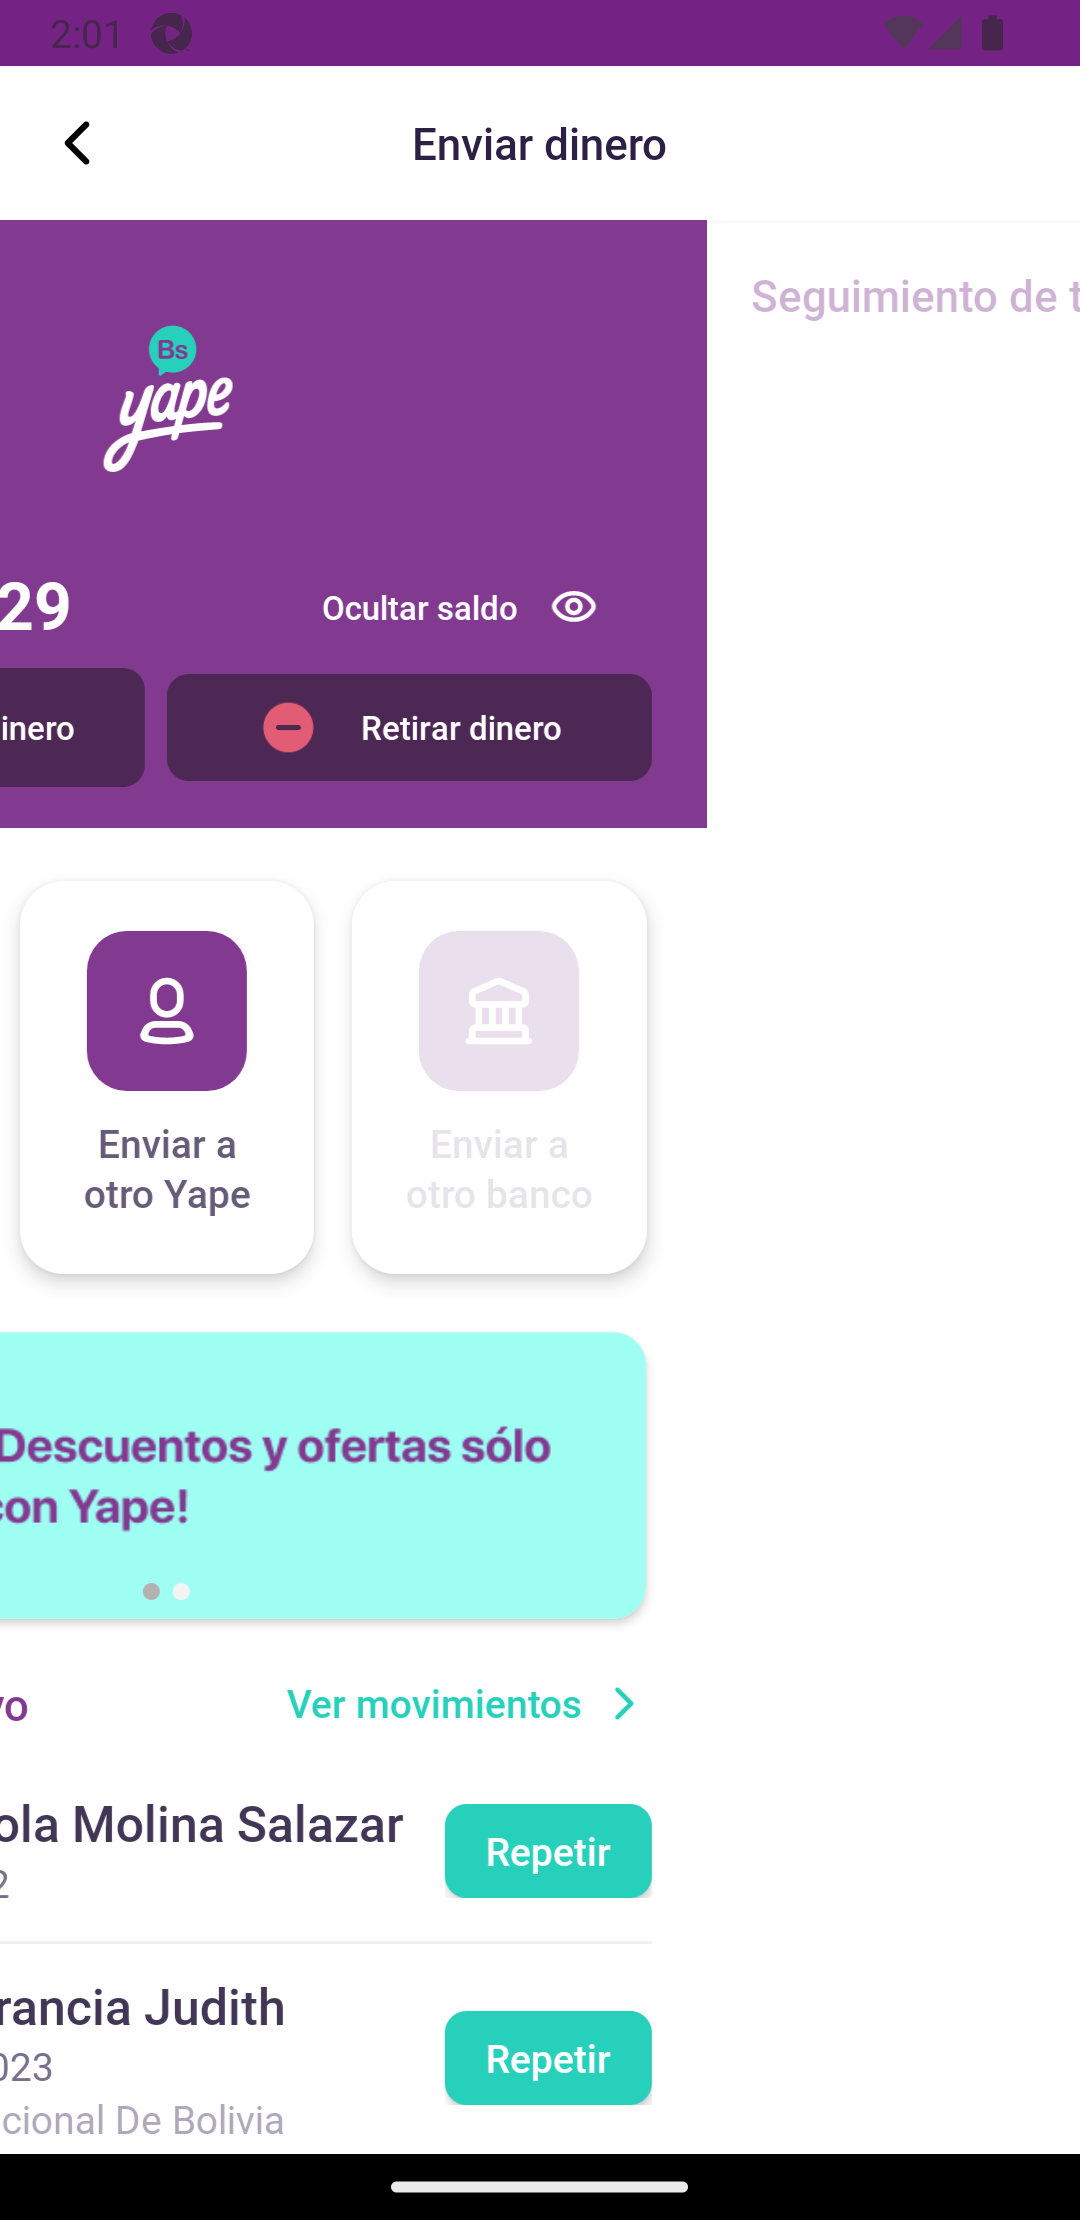 2:01
Enviar dinero
Seguimiento de t
Bs
yape
29
Ocultar saldo
inero
Retirar dinero
Enviar a
otro Yape
Enviar a
otro banco
Descuentos y ofertas sólo
con Yape!
vo
Ver movimientos
ola Molina Salazar
2
Repetir
rancia Judith
023
cional De Bolivia
Repetir